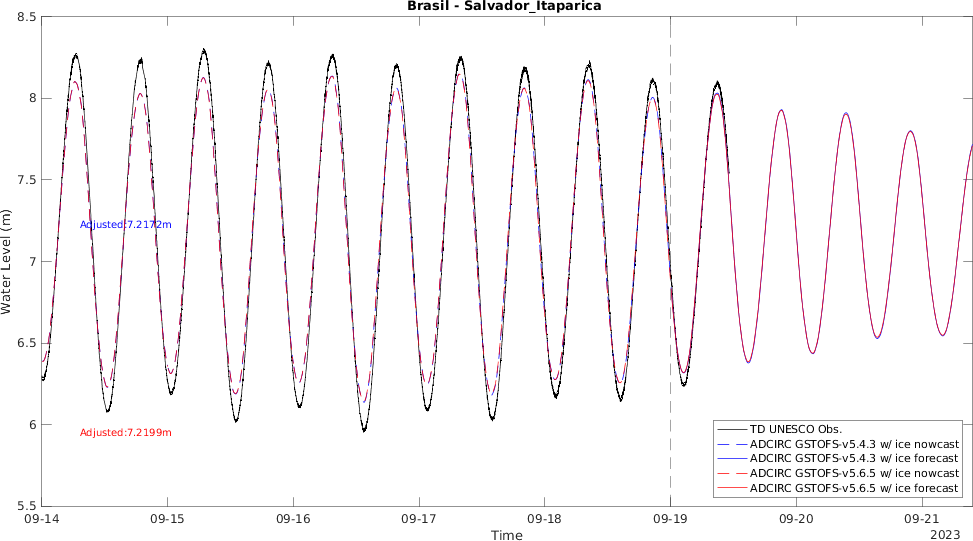 Brasil - Salvador_Itaparica
8.5
8
7.5
7
6.5
6
5.5
Water Level (m)
Adjusted:7.2172m
Adjusted:7.2199m
TD UNESCO Obs.
ADCIRC GSTOFS-v5.4.3 w/ ice nowcast
ADCIRC GSTOFS-v5.4.3 w/ ice forecast
ADCIRC GSTOFS-v5.6.5 w/ ice nowcast
ADCIRC GSTOFS-v5.6.5 w/ ice forecast
09-14 09-15 09-16 09-17 09-18 09-19 09-20 09-21
Time
2023